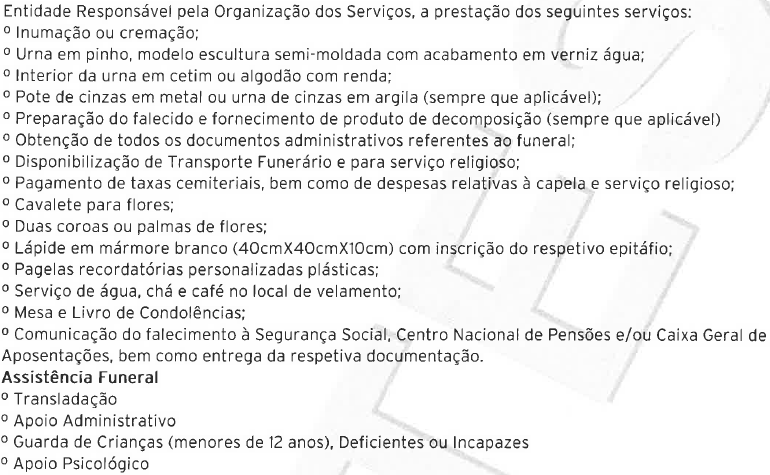 Entidade Responsável pela Organização dos Serviços, a prestação dos seguintes serviços:
º Inumação ou cremação;
º Urna em pinho, modelo escultura semi-moldada com acabamento em verniz água;
º Interior da urna em cetim ou algodão com renda;
º Pote de cinzas em metal ou urna de cinzas em argila (sempre que aplicável);
º Preparação do falecido e fornecimento de produto de decomposição (sempre que aplicável)
º Obtenção de todos os documentos administrativos referentes ao funeral;
º Disponibilização de Transporte Funerário e para serviço religioso;
º Pagamento de taxas cemiteriais, bem como de despesas relativas à capela e serviço religioso;
º Cavalete para flores;
º Duas coroas ou palmas de flores;
º Lápide em mármore branco (40cmX40cmX10cm) com inscrição do respetivo epitáfio;
º Pagelas recordatórias personalizadas plásticas;
º Serviço de água, chá e café no local de velamento;
º Mesa e Livro de Condolências;
º Comunicação do falecimento à Segurança Social, Centro Nacional de Pensões e/ou Caixa Geral de
Aposentações, bem como entrega da respetiva documentação.
Assistência Funeral
º Transladação
º Apoio Administrativo
º Guarda de Crianças (menores de 12 anos), Deficientes ou Incapazes
º Apoio Psicológico